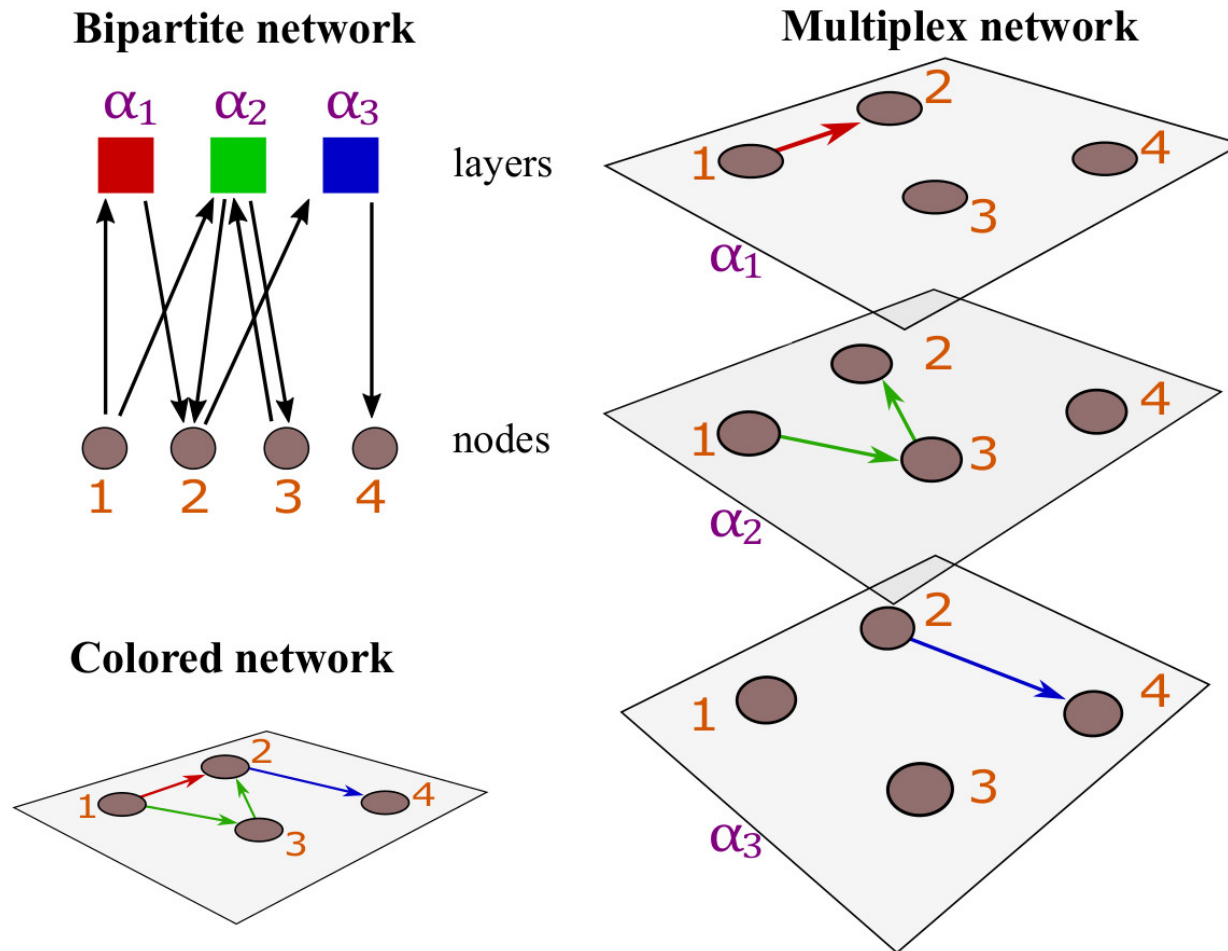 Bipartite network
α1 α2 α3
layers
nodes
1 2 3 4
Colored network
1
2
3
4
Multiplex network
2
1
4
3
α1
2
1
4
3
α2
2
1
4
3
α3